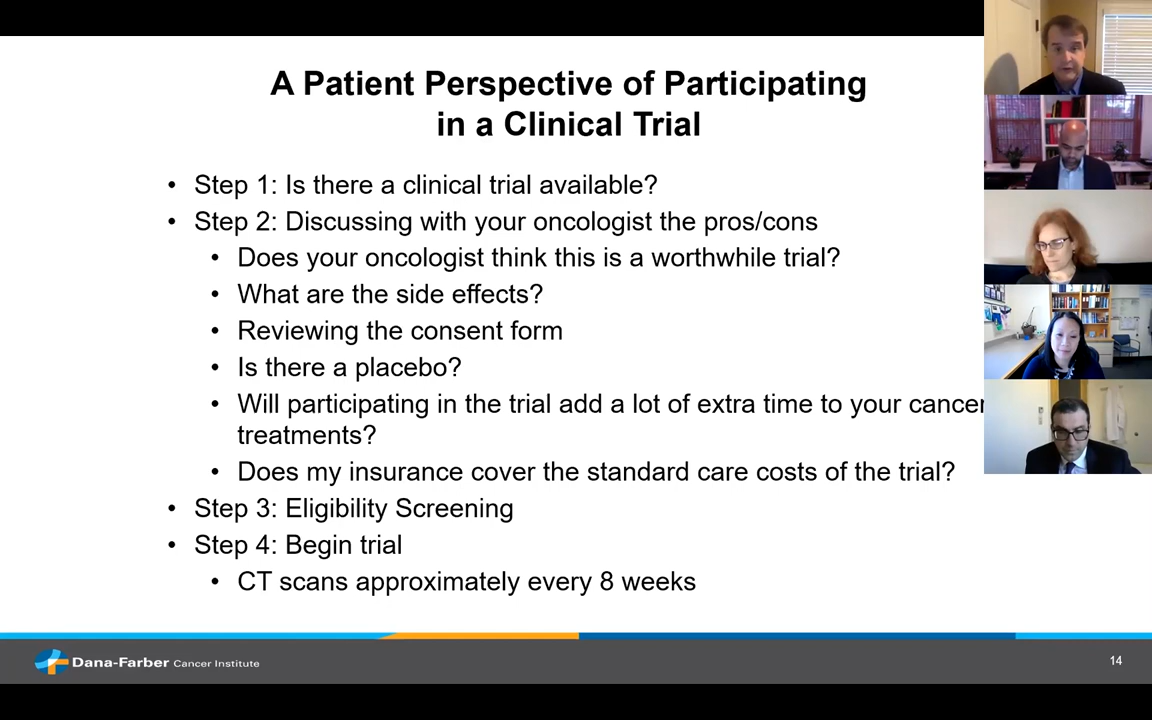 A Patient Perspective of Participating
in a Clinical Trial
• Step 1: Is there a clinical trial available?
• Step 2: Discussing with your oncologist the pros/cons
• Does your oncologist think this is a worthwhile trial?
• What are the side effects?
• Reviewing the consent form
• Is there a placebo?
• Will participating in the trial add a lot of extra time to your cancer
treatments?
• Does my insurance cover the standard care costs of the trial?
• Step 3: Eligibility Screening
• Step 4: Begin trial
• CT scans approximately every 8 weeks
Dana-Farber Cancer Institute
14